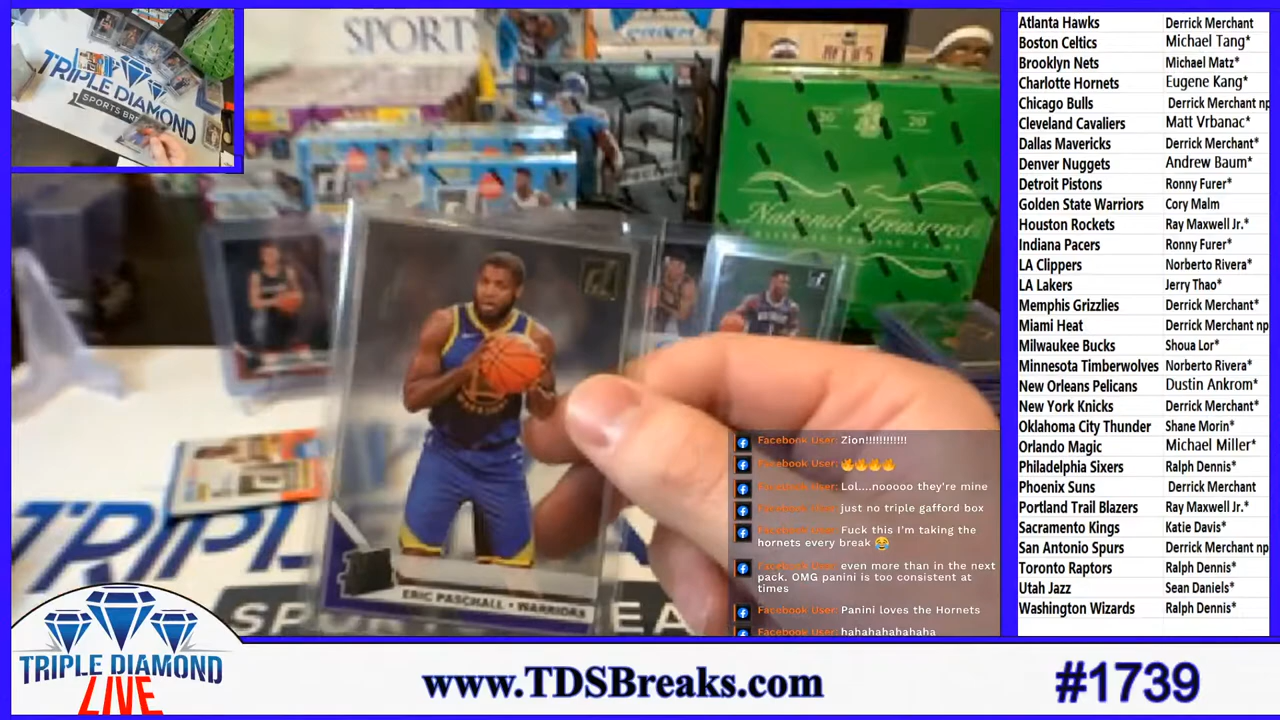 TRIPLE DIAMOND
SPORTS BRE
SPORT
National Treasures
ERIC PASCHALL • WARRIORS
Facebook User: Zion!!!!!!!!!!!!
Facebook User: 🔥🔥🔥🔥
Facebook User: Lol....nooooo they're mine
Facebook User: just no triple gafford box
Facebook User: Fuck this I'm taking the
hornets every break 😂
Facebook User: even more than in the next
pack. OMG panini is too consistent at
times
Facebook User: Panini loves the Hornets
Facebook User: hahahahahahaha
Atlanta Hawks Derrick Merchant
Boston Celtics Michael Tang*
Brooklyn Nets Michael Matz*
Charlotte Hornets Eugene Kang*
Chicago Bulls Derrick Merchant np
Cleveland Cavaliers Matt Vrbanac*
Dallas Mavericks Derrick Merchant*
Denver Nuggets Andrew Baum*
Detroit Pistons Ronny Furer*
Golden State Warriors Cory Malm
Houston Rockets Ray Maxwell Jr.*
Indiana Pacers Ronny Furer*
LA Clippers Norberto Rivera*
LA Lakers Jerry Thao*
Memphis Grizzlies Derrick Merchant*
Miami Heat Derrick Merchant np
Milwaukee Bucks Shoua Lor*
Minnesota Timberwolves Norberto Rivera*
New Orleans Pelicans Dustin Ankrom*
New York Knicks Derrick Merchant*
Oklahoma City Thunder Shane Morin*
Orlando Magic Michael Miller*
Philadelphia Sixers Ralph Dennis*
Phoenix Suns Derrick Merchant
Portland Trail Blazers Ray Maxwell Jr.*
Sacramento Kings Katie Davis*
San Antonio Spurs Derrick Merchant np
Toronto Raptors Ralph Dennis*
Utah Jazz Sean Daniels*
Washington Wizards Ralph Dennis*
TRIPLE DIAMOND
LIVE
www.TDSBreaks.com
#1739